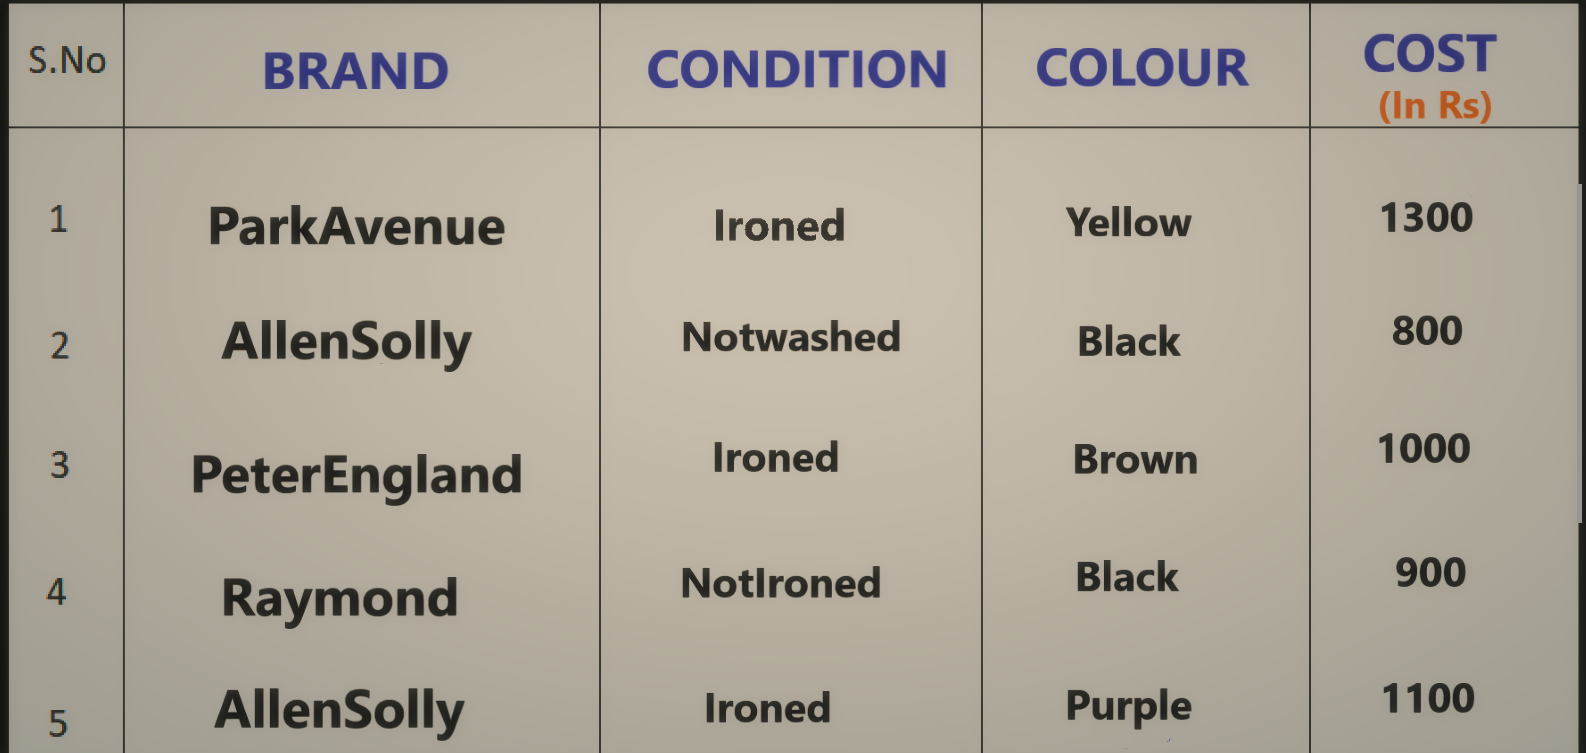 S.No BRAND CONDITION COLOUR COST
(In Rs)
1 ParkAvenue Ironed Yellow 1300
2 AllenSolly Notwashed Black 800
3 PeterEngland Ironed Brown 1000
4 Raymond NotIroned Black 900
5 AllenSolly Ironed Purple 1100